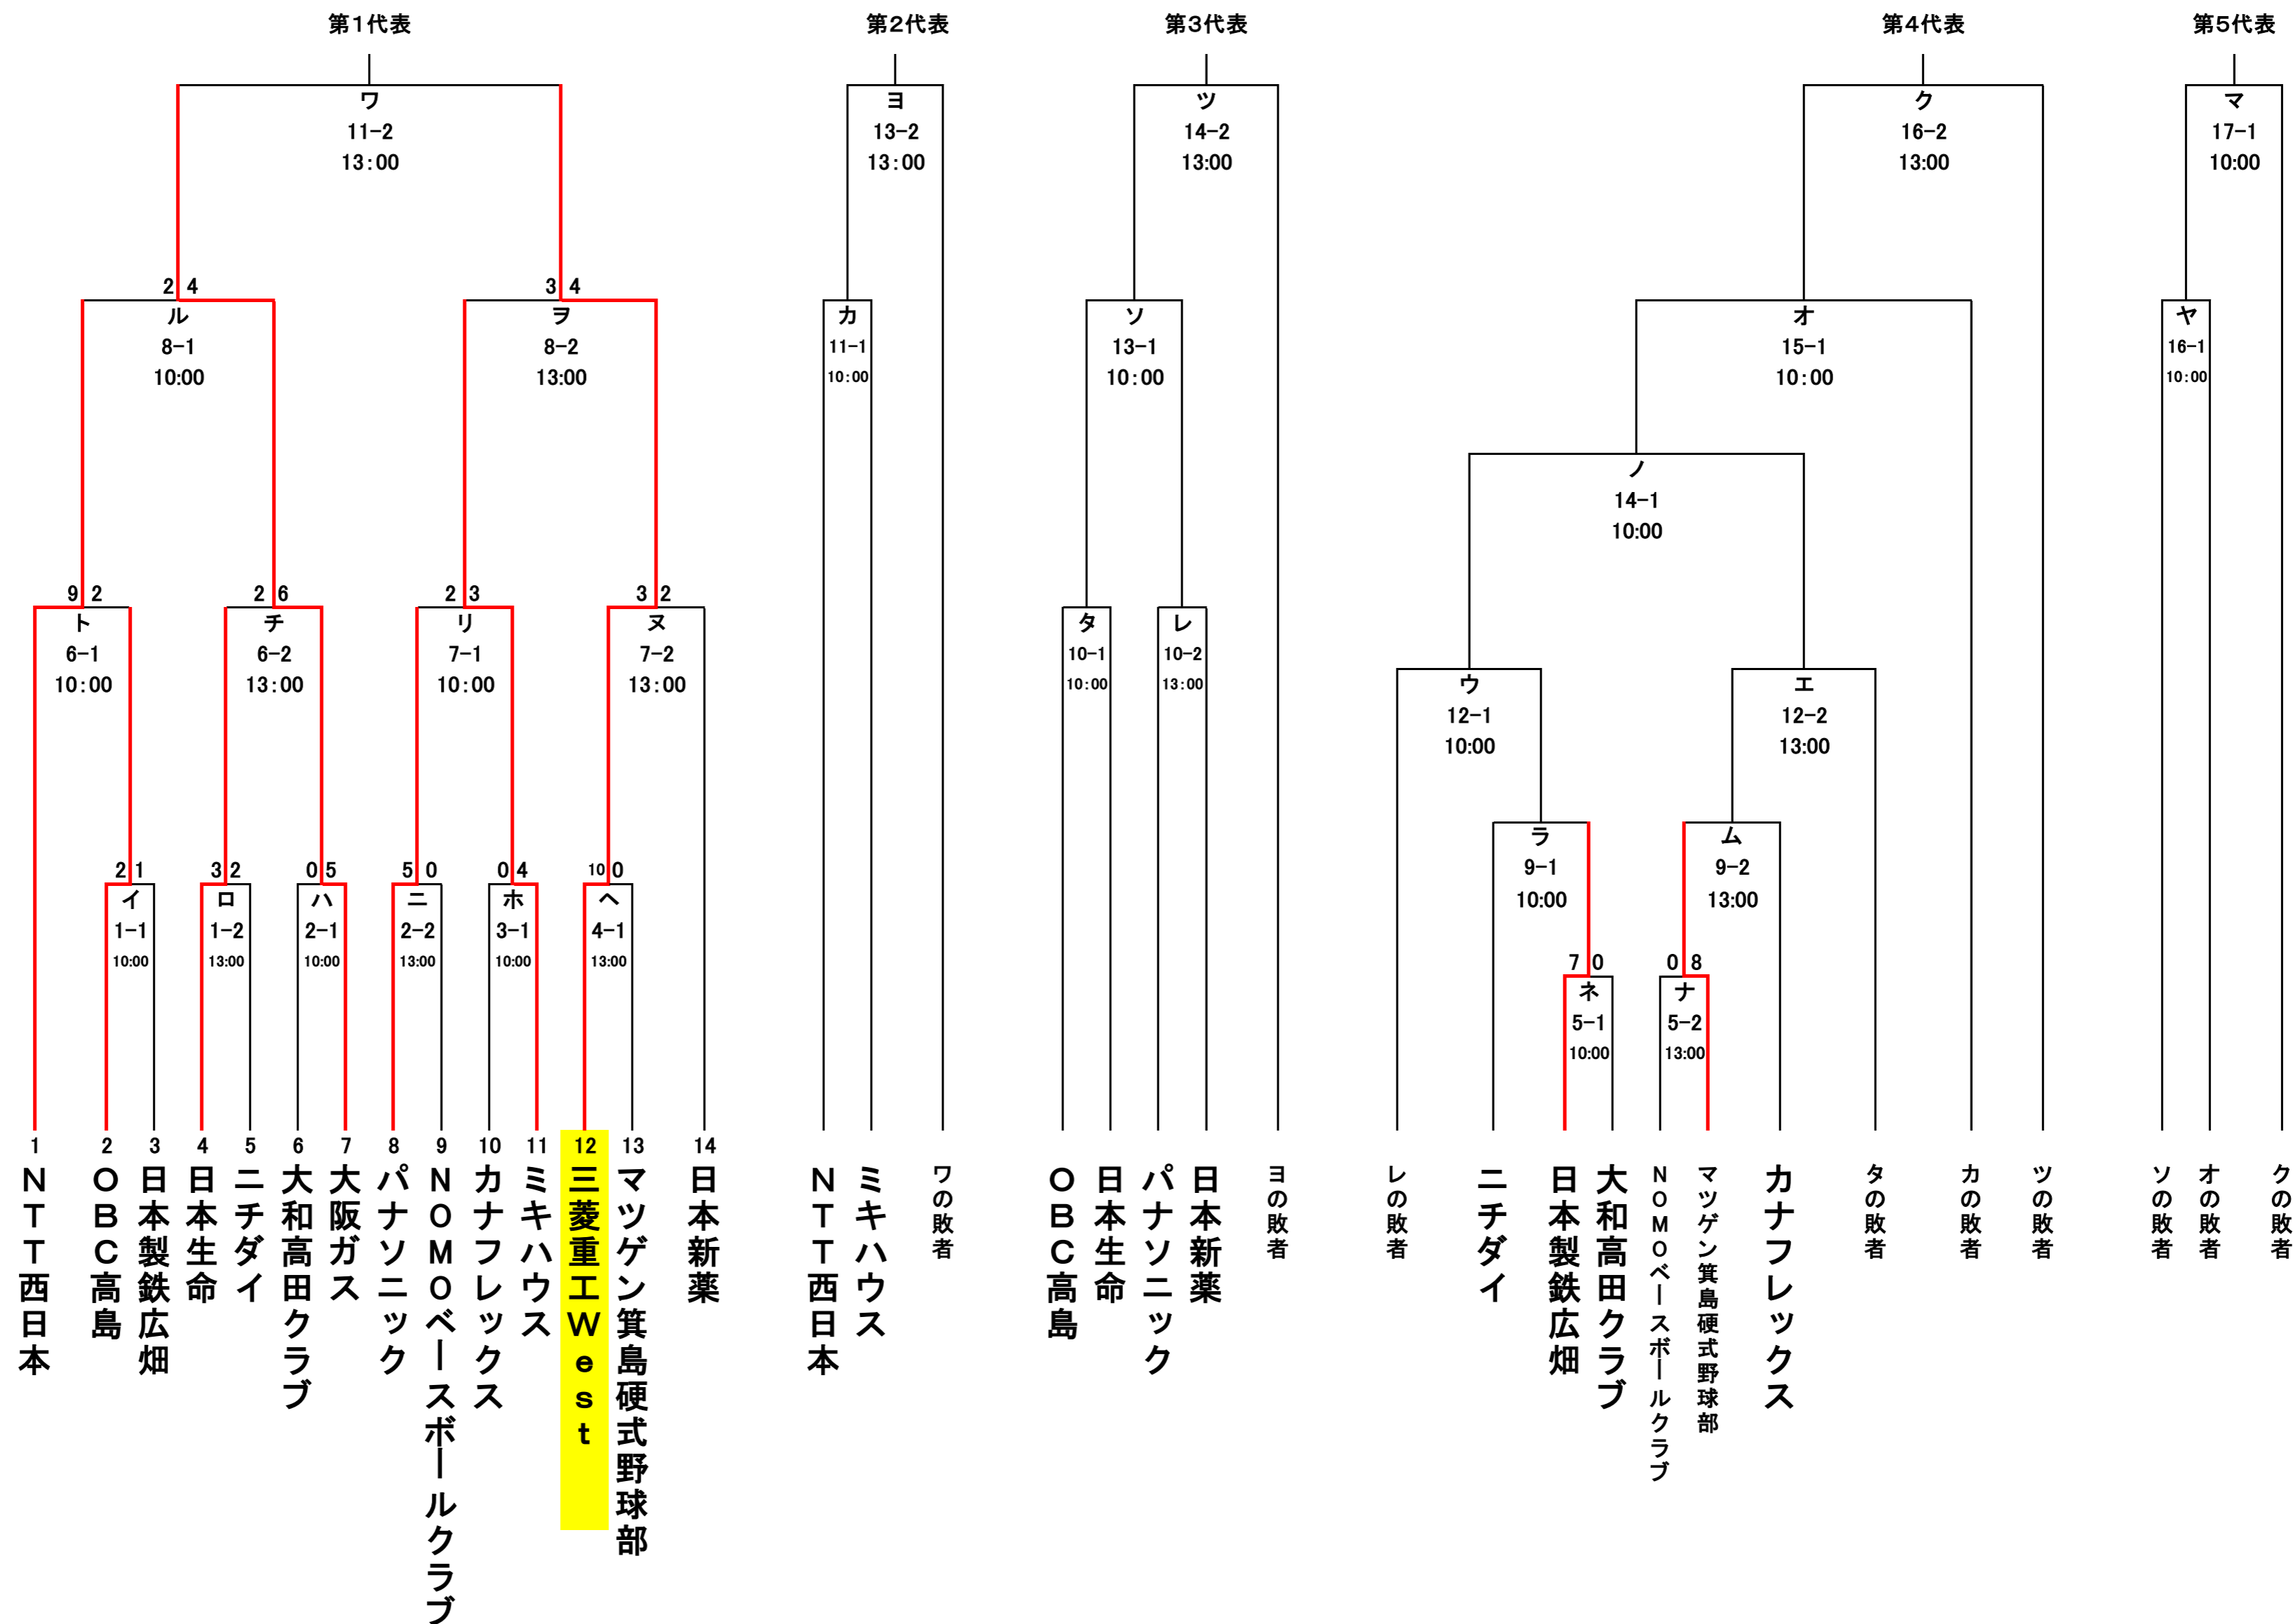 第1代表
第2代表
第3代表
第4代表
第5代表
ワ
11-2
13:00
ヨ
13-2
13:00
ツ
14-2
13:00
ク
16-2
13:00
マ
17-1
10:00
2 4
ル
8-1
10:00
3 4
ヲ
8-2
13:00
カ
11-1
10:00
ソ
13-1
10:00
オ
15-1
10:00
ヤ
16-1
10:00
ノ
14-1
10:00
9 2
ト
6-1
10:00
2 6
チ
6-2
13:00
2 3
リ
7-1
10:00
3 2
ヌ
7-2
13:00
タ
10-1
10:00
レ
10-2
13:00
ウ
12-1
10:00
エ
12-2
13:00
2 1
イ
1-1
10:00
3 2
ロ
1-2
13:00
0 5
ハ
2-1
10:00
5 0
ニ
2-2
13:00
0 4
ホ
3-1
10:00
10 0
ヘ
4-1
13:00
ラ
9-1
10:00
ム
9-2
13:00
7 0
ネ
5-1
10:00
0 8
ナ
5-2
13:00
1
NTT西日本
2
OBC高島
3
日本製鉄広畑
4
日本生命
5
ニチダイ
6
大和高田クラブ
7
大阪ガス
8
パナソニック
9
NOMOベースボールクラブ
10
カナフレックス
11
ミキハウス
12
三菱重工West
13
マツゲン箕島硬式野球部
14
日本新薬
NTT西日本
ミキハウス
ワの敗者
OBC高島
日本生命
パナソニック
日本新薬
ヨの敗者
レの敗者
ニチダイ
日本製鉄広畑
大和高田クラブ
NOMOベースボールクラブ
マツゲン箕島硬式野球部
カナフレックス
タの敗者
カの敗者
ツの敗者
ソの敗者
オの敗者
クの敗者